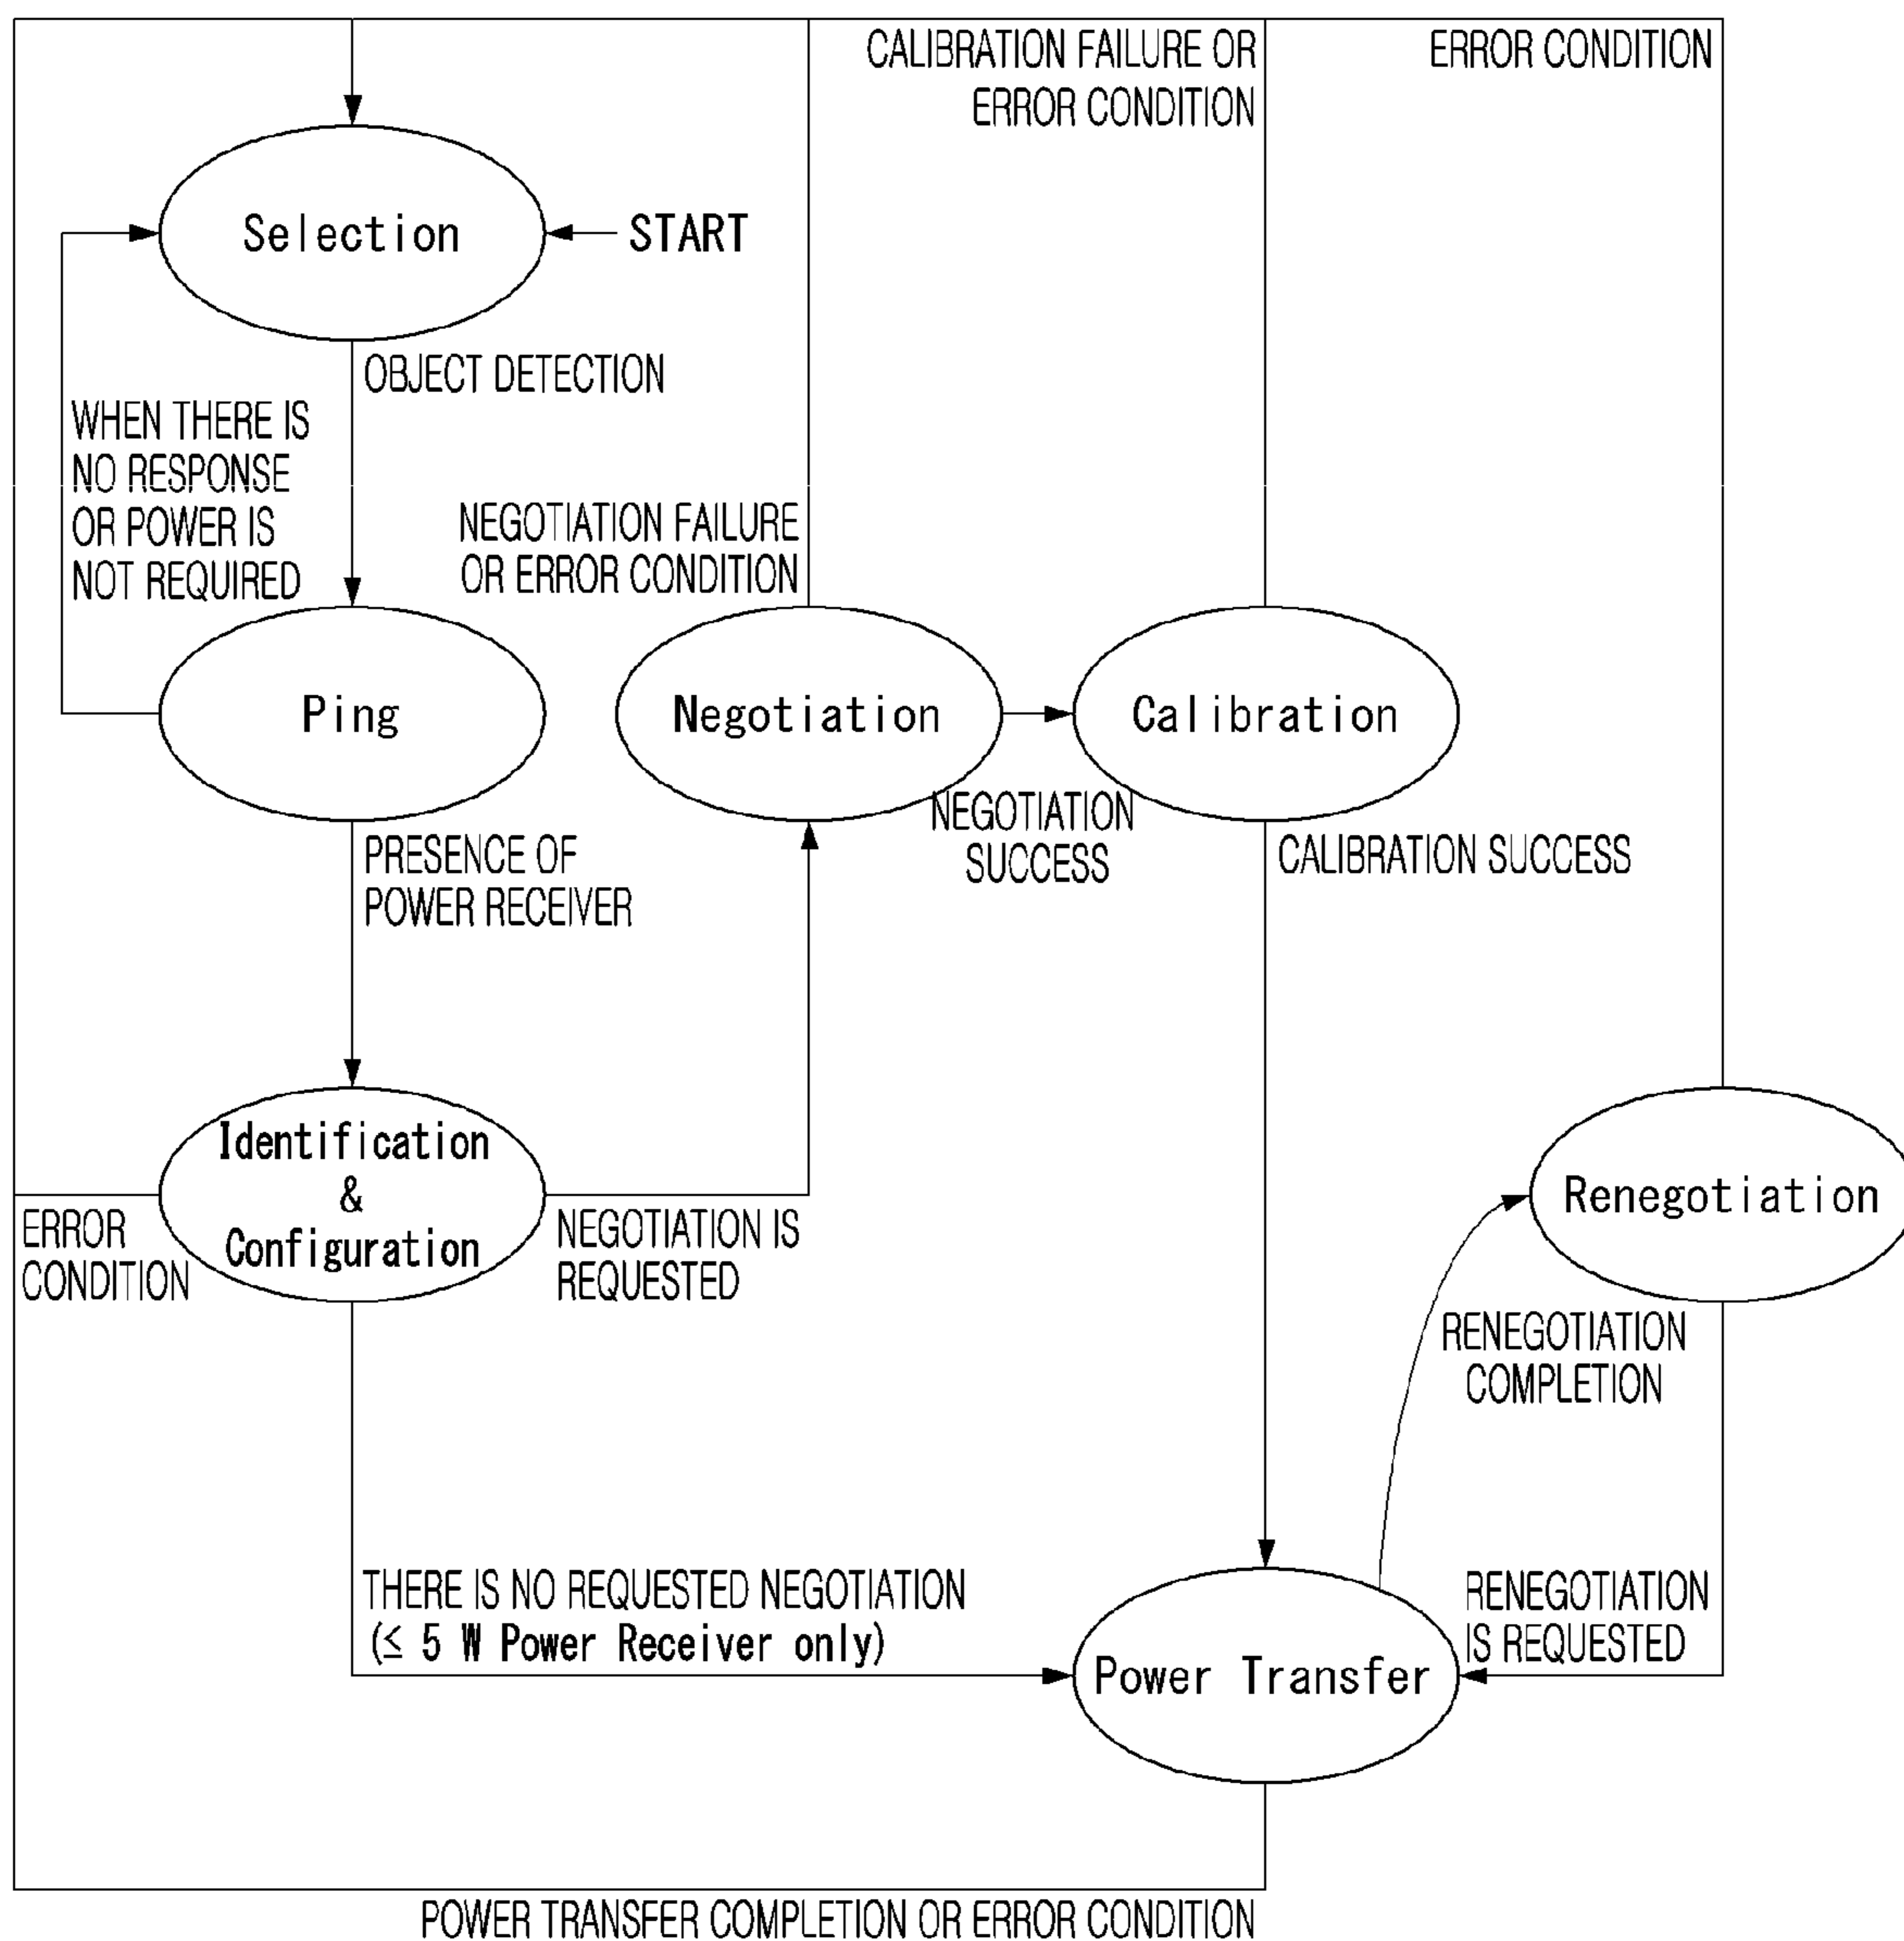 CALIBRATION FAILURE OR
ERROR CONDITION
ERROR CONDITION
Selection
START
OBJECT DETECTION
WHEN THERE IS
NO RESPONSE
OR POWER IS
NOT REQUIRED
NEGOTIATION FAILURE
OR ERROR CONDITION
Ping
Negotiation
Calibration
NEGOTIATION
SUCCESS
PRESENCE OF
POWER RECEIVER
CALIBRATION SUCCESS
Identification
&
Configuration
ERROR
CONDITION
NEGOTIATION IS
REQUESTED
Renegotiation
RENEGOTIATION
COMPLETION
THERE IS NO REQUESTED NEGOTIATION
(≤ 5 W Power Receiver only)
Power Transfer
RENEGOTIATION
IS REQUESTED
POWER TRANSFER COMPLETION OR ERROR CONDITION